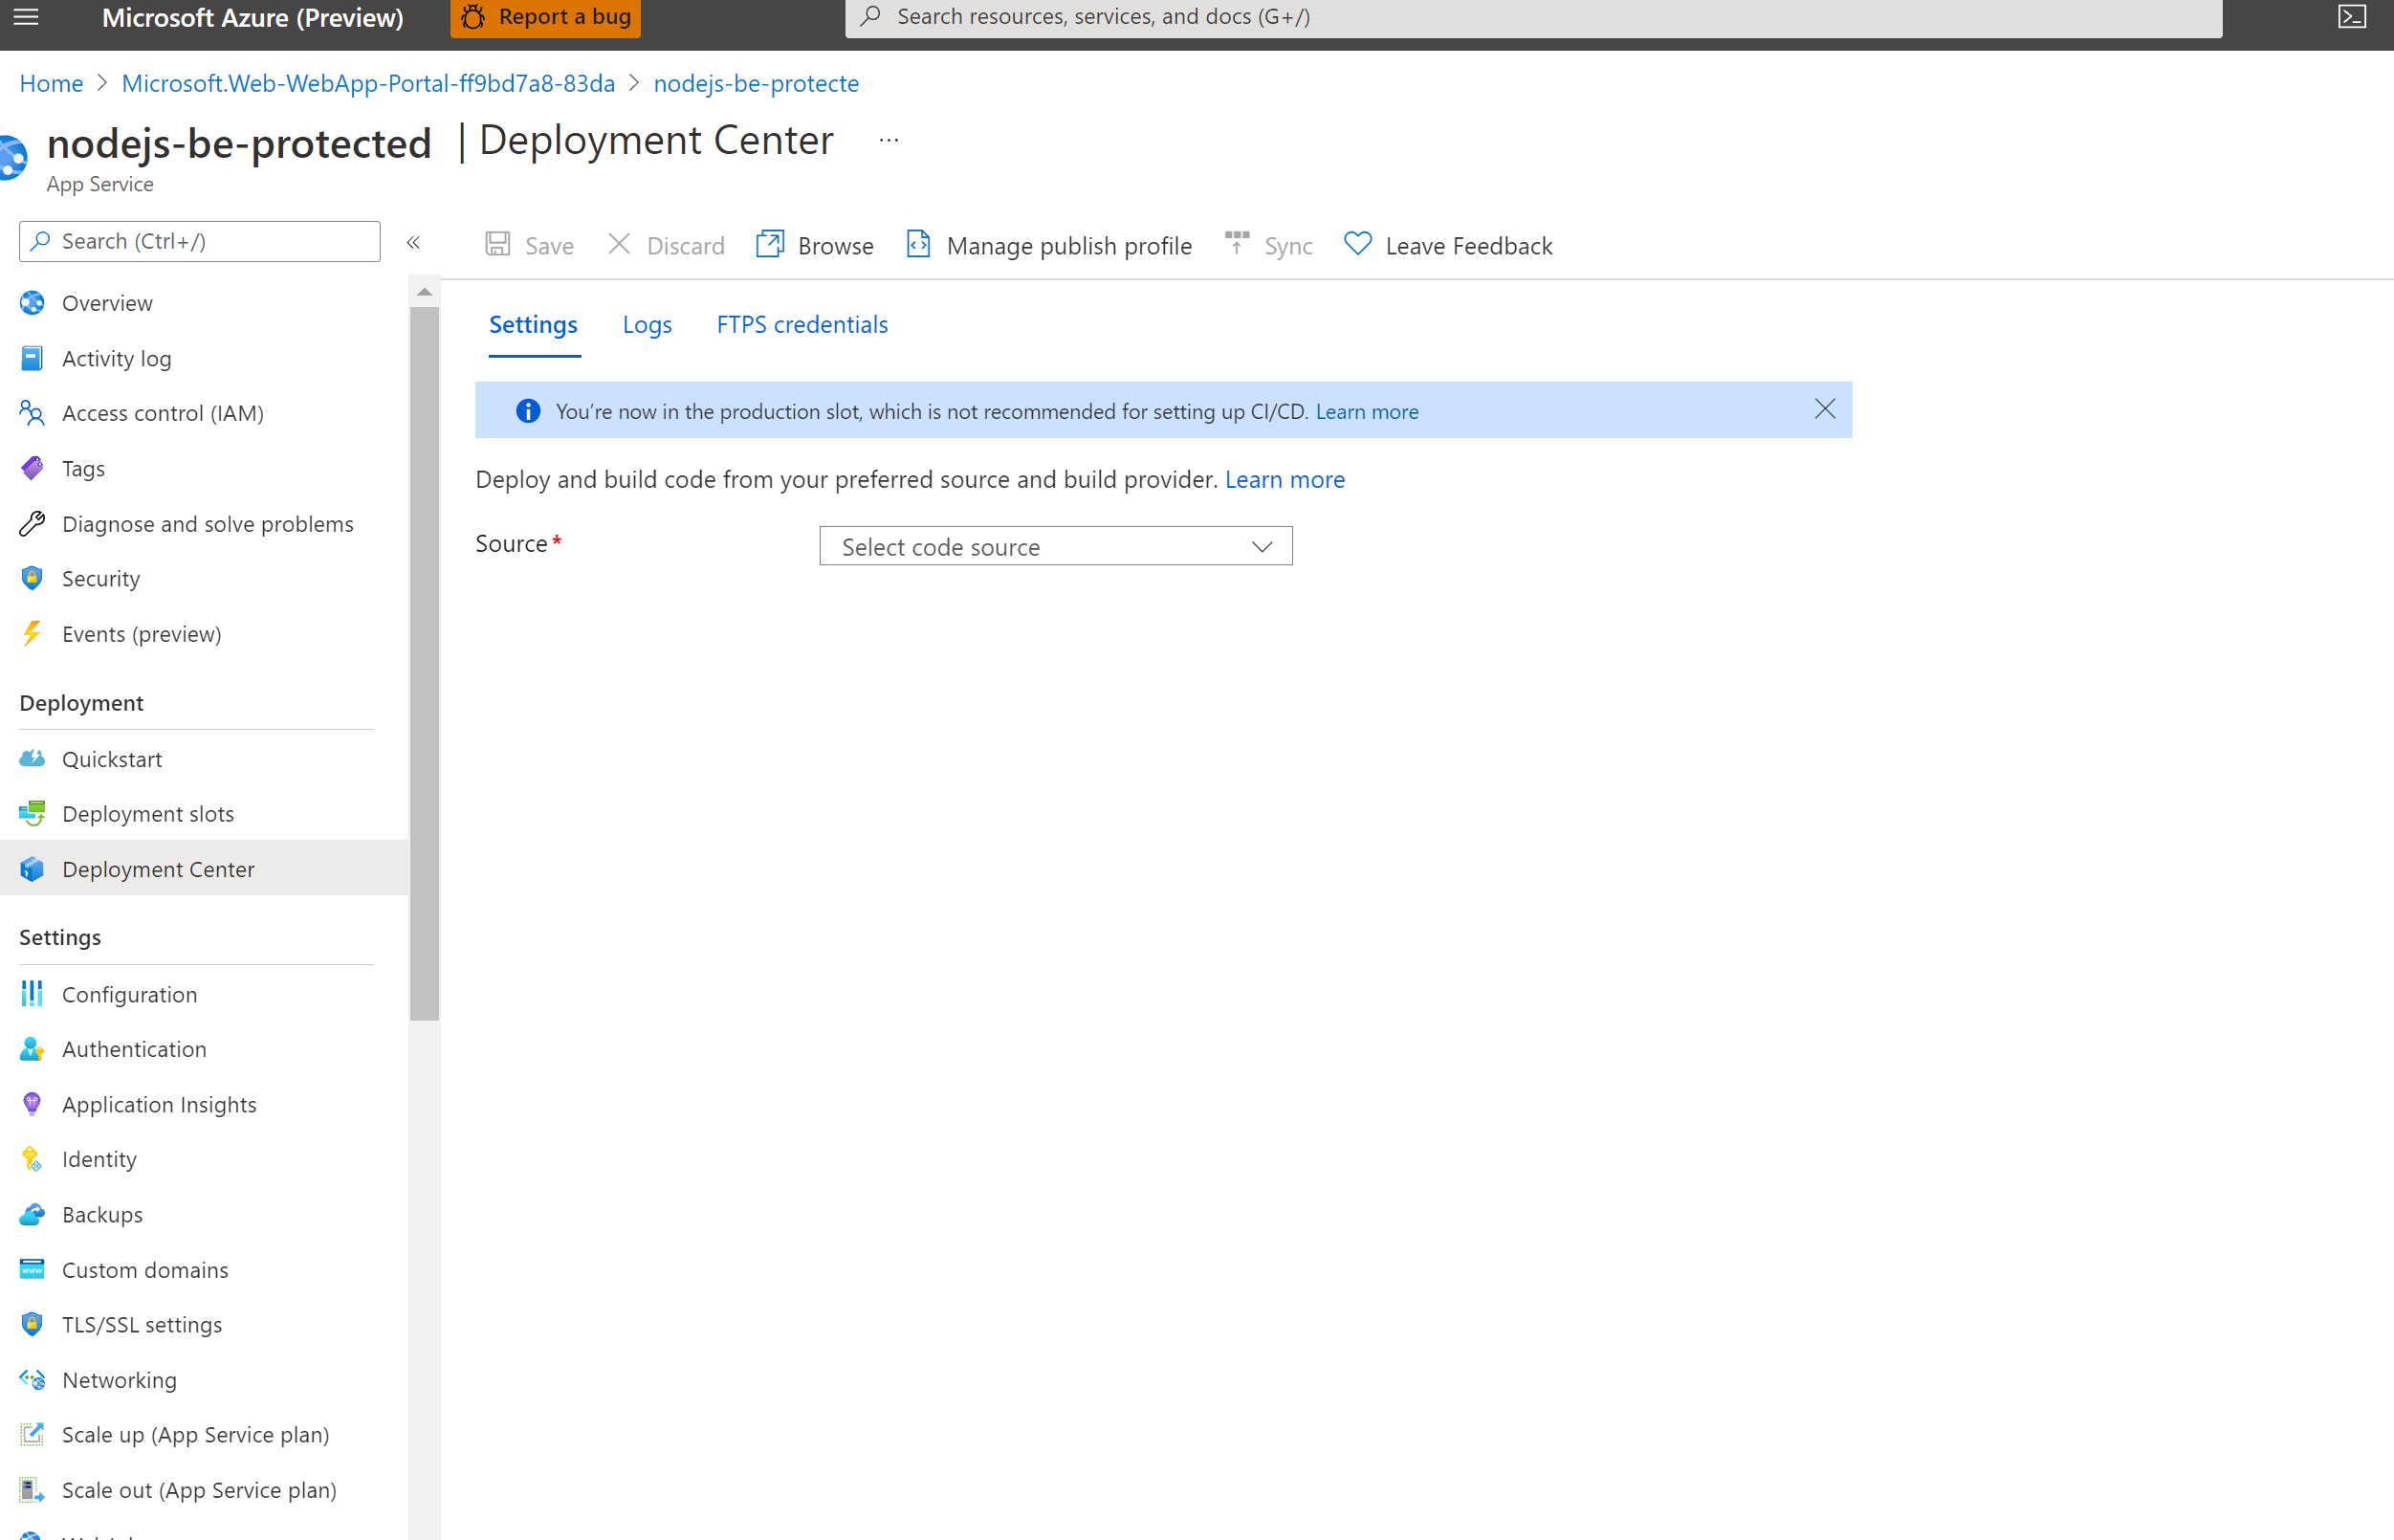 Microsoft Azure (Preview)
Report a bug
Search resources, services, and docs (G+/)
Home > Microsoft.Web-WebApp-Portal-ff9bd7a8-83da > nodejs-be-protecte
nodejs-be-protected | Deployment Center ...
App Service
Search (Ctrl+/)
«
Save
Discard
Browse
Manage publish profile
Sync
Leave Feedback
Overview
Activity log
Access control (IAM)
Tags
Diagnose and solve problems
Security
Events (preview)
Deployment
Quickstart
Deployment slots
Deployment Center
Settings
Configuration
Authentication
Application Insights
Identity
Backups
Custom domains
TLS/SSL settings
Networking
Scale up (App Service plan)
Scale out (App Service plan)
Settings
Logs
FTPS credentials
You’re now in the production slot, which is not recommended for setting up CI/CD. Learn more
Deploy and build code from your preferred source and build provider. Learn more
Source *
Select code source